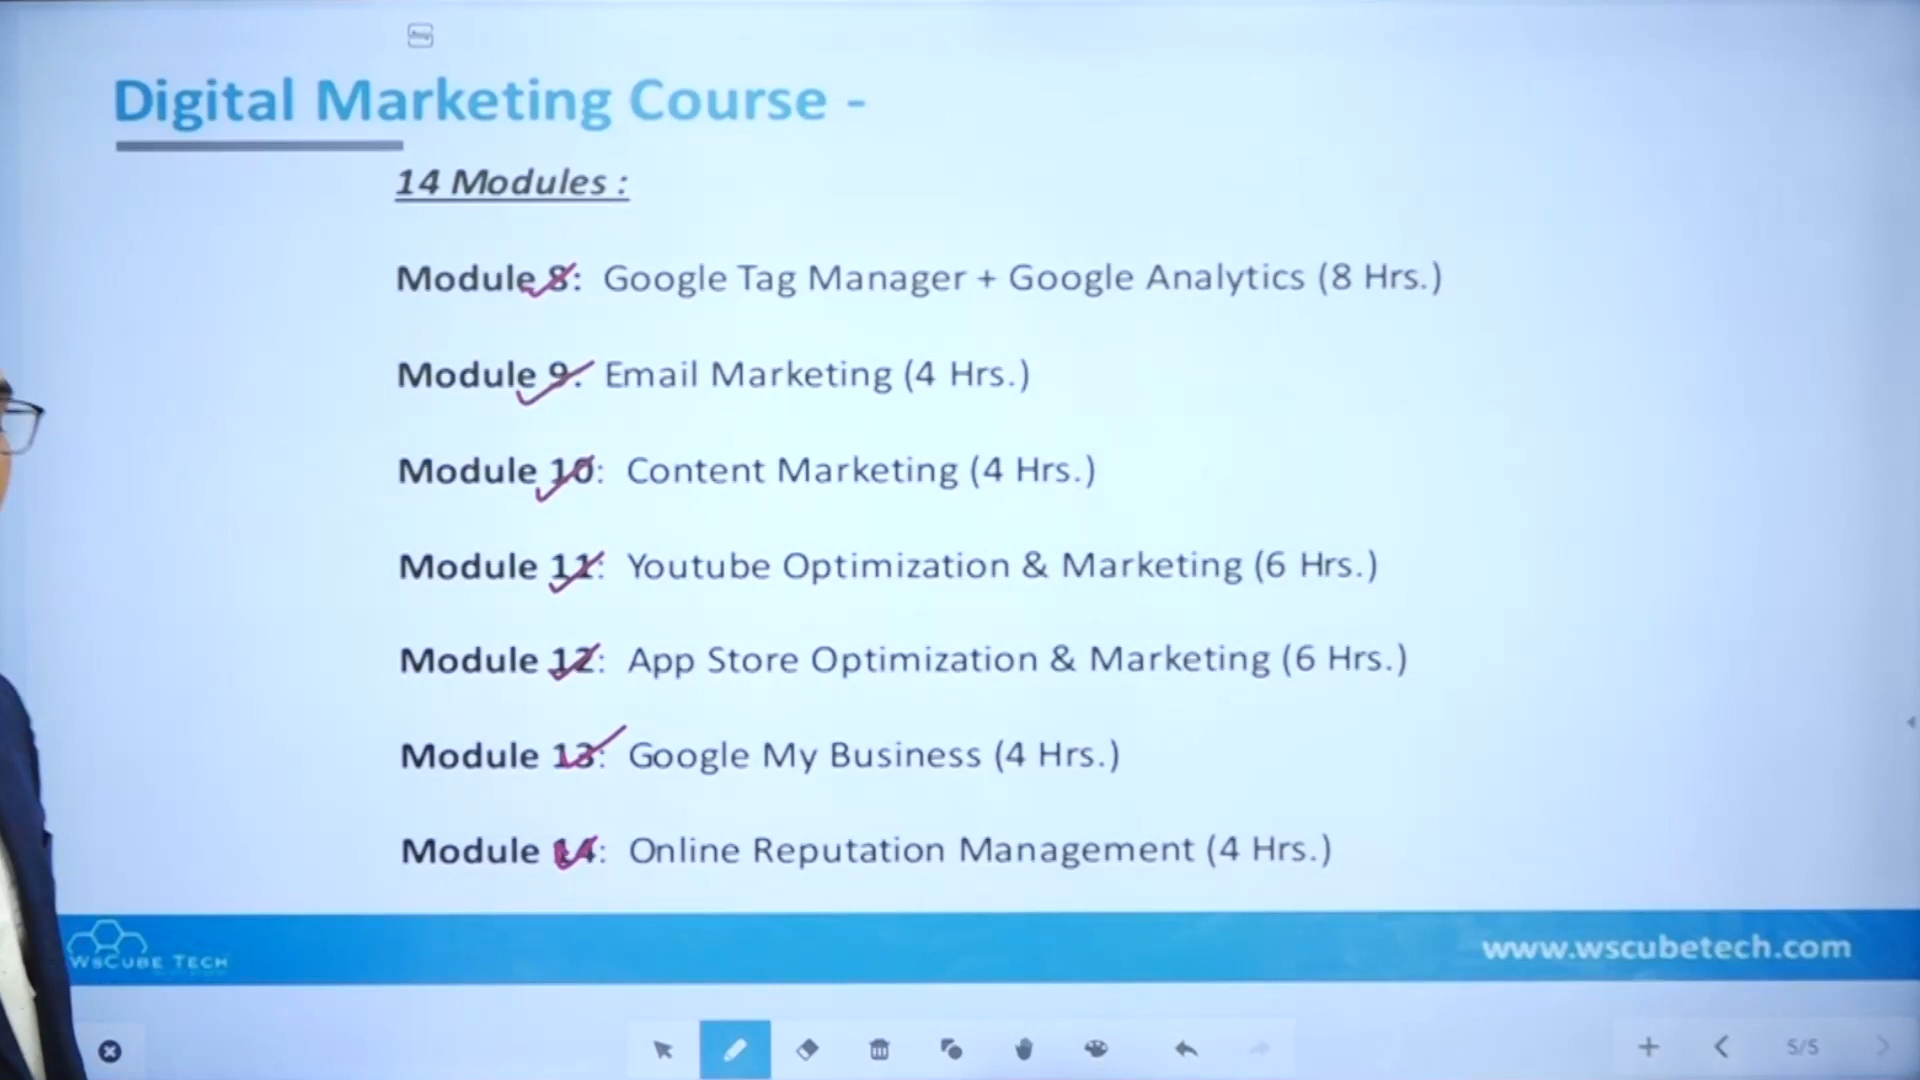 Digital Marketing Course -
14 Modules :
Module 8: Google Tag Manager + Google Analytics (8 Hrs.)
Module 9: Email Marketing (4 Hrs.)
Module 10: Content Marketing (4 Hrs.)
Module 11: Youtube Optimization & Marketing (6 Hrs.)
Module 12: App Store Optimization & Marketing (6 Hrs.)
Module 13: Google My Business (4 Hrs.)
Module 14: Online Reputation Management (4 Hrs.)
WSCUBE TECH
www.wscubetech.com
5/5